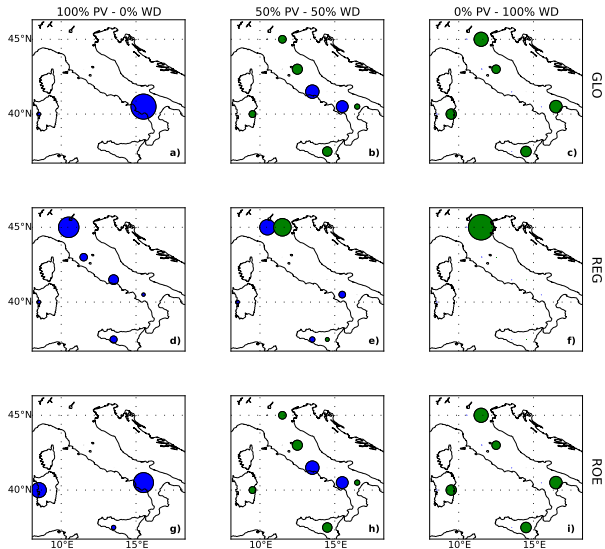 100% PV - 0% WD
50% PV - 50% WD
0% PV - 100% WD
45°N
40°N
a)
b)
c)
GLO
45°N
40°N
d)
e)
f)
REG
45°N
40°N
g)
h)
i)
ROE
10°E
15°E
10°E
15°E
10°E
15°E